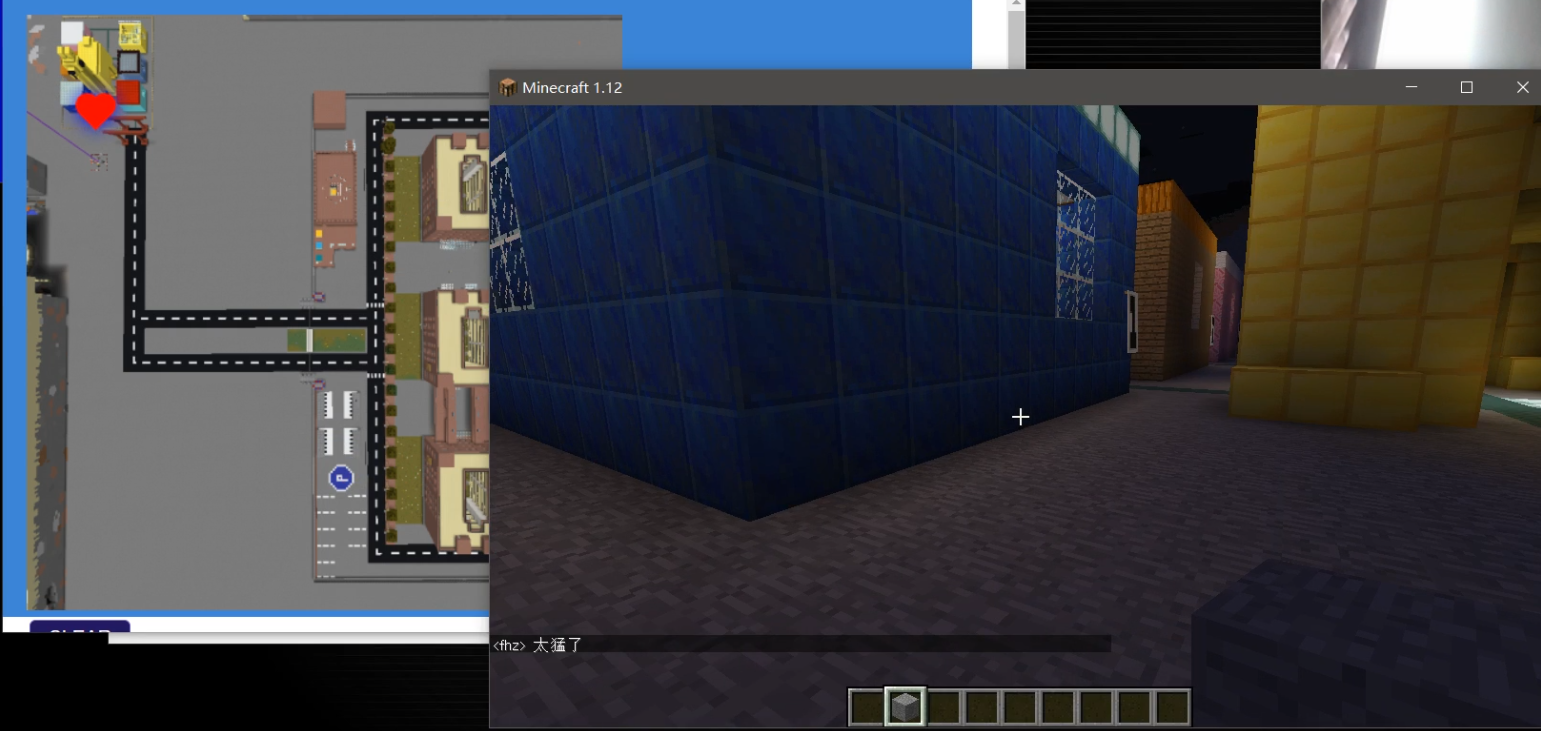 Minecraft 1.12
P
<fhz> 太猛了